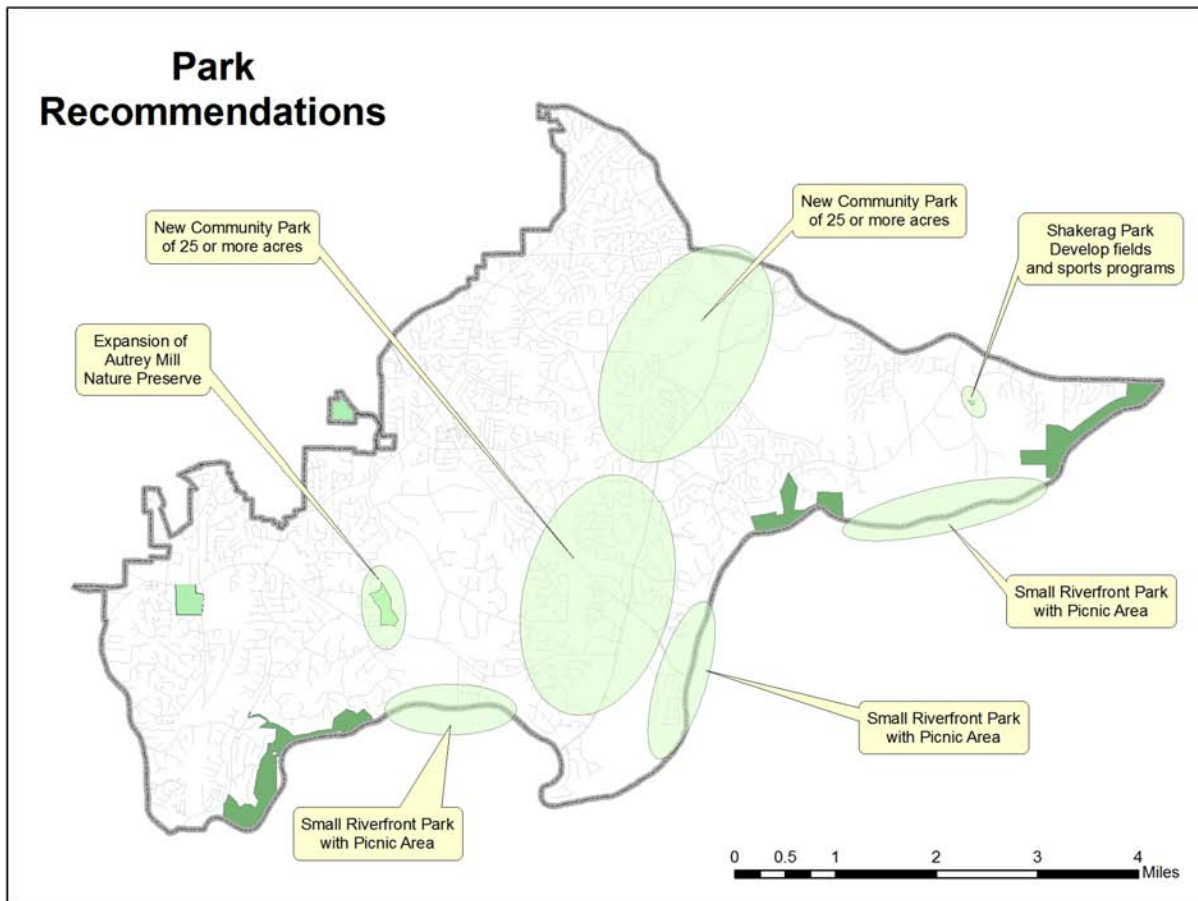 Park
Recommendations
New Community Park
of 25 or more acres
New Community Park
of 25 or more acres
Shakerag Park
Develop fields
and sports programs
Expansion of
Autrey Mill
Nature Preserve
Small Riverfront Park
with Picnic Area
Small Riverfront Park
with Picnic Area
Small Riverfront Park
with Picnic Area
0 0.5 1 2 3 4
Miles